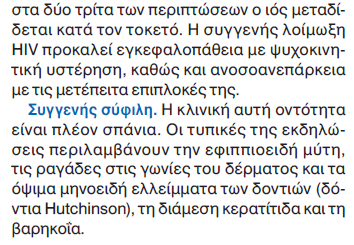 στα δύο τρίτα των περιπτώσεων ο ιός μεταδί-
δεται κατά τον τοκετό. Η συγγενής λοίμωξη
HIV προκαλεί εγκεφαλοπάθεια με ψυχοκινη-
τική υστέρηση, καθώς και ανοσοανεπάρκεια
με τις μετέπειτα επιπλοκές της.
Συγγενής σύφιλη. Η κλινική αυτή οντότητα
είναι πλέον σπάνια. Οι τυπικές της εκδηλώ-
σεις περιλαμβάνουν την εφιππιοειδή μύτη,
τις ραγάδες στις γωνίες του δέρματος και τα
όψιμα μηνοειδή ελλείμματα των δοντιών (δό-
ντια Hutchinson), τη διάμεση κερατίτιδα και τη
βαρηκοΐα.